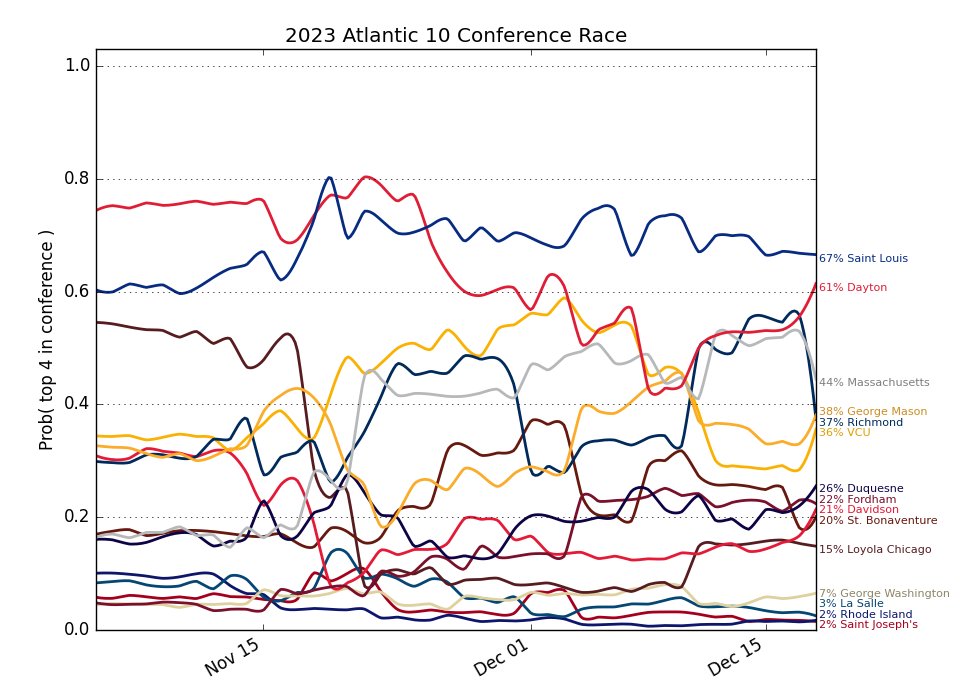 2023 Atlantic 10 Conference Race
Prob( top 4 in conference )
1.0
0.8
0.6
0.4
0.2
0.0
Nov 15
Dec 01
Dec 15
67% Saint Louis
61% Dayton
44% Massachusetts
38% George Mason
37% Richmond
36% VCU
26% Duquesne
22% Fordham
21% Davidson
20% St. Bonaventure
15% Loyola Chicago
7% George Washington
3% La Salle
2% Rhode Island
2% Saint Joseph's